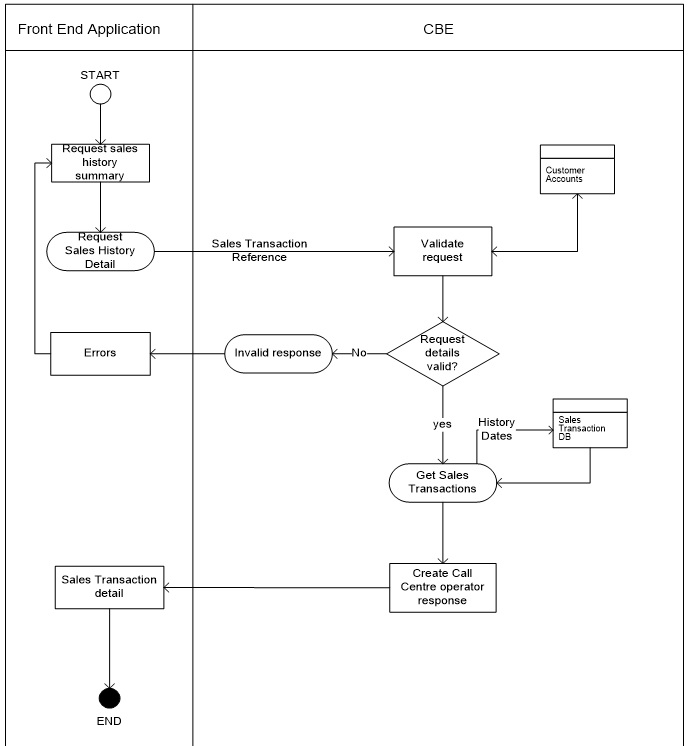 Front End Application
CBE
START
Request sales
history
summary
Customer
Accounts
Request
Sales History
Detail
Sales Transaction
Reference
Validate
request
Errors
Invalid response
No
Request
details
valid?
yes
History
Dates
Sales
Transaction
DB
Get Sales
Transactions
Sales Transaction
detail
Create Call
Centre operator
response
END